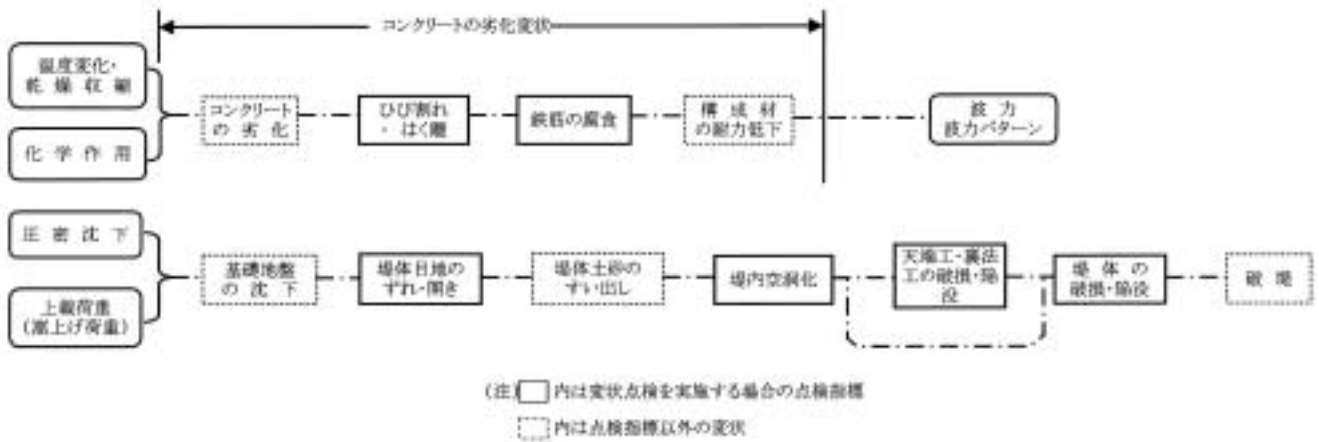 コンクリートの劣化変状
温度変化・
乾燥収縮
化学作用
コンクリート
の劣化
ひび割れ
・はく離
鉄筋の腐食
構成材
の耐力低下
波力
波力パターン
圧密沈下
上載荷重
(嵩上げ荷重)
基礎地盤
の沈下
堤体目地の
ずれ・開き
堤体土砂の
すい出し
堤内空洞化
天端工・裏法
工の破損・陥
没
堤体の
破損・陥没
破堤
(注) 内は変状点検を実施する場合の点検指標
内は点検指標以外の変状